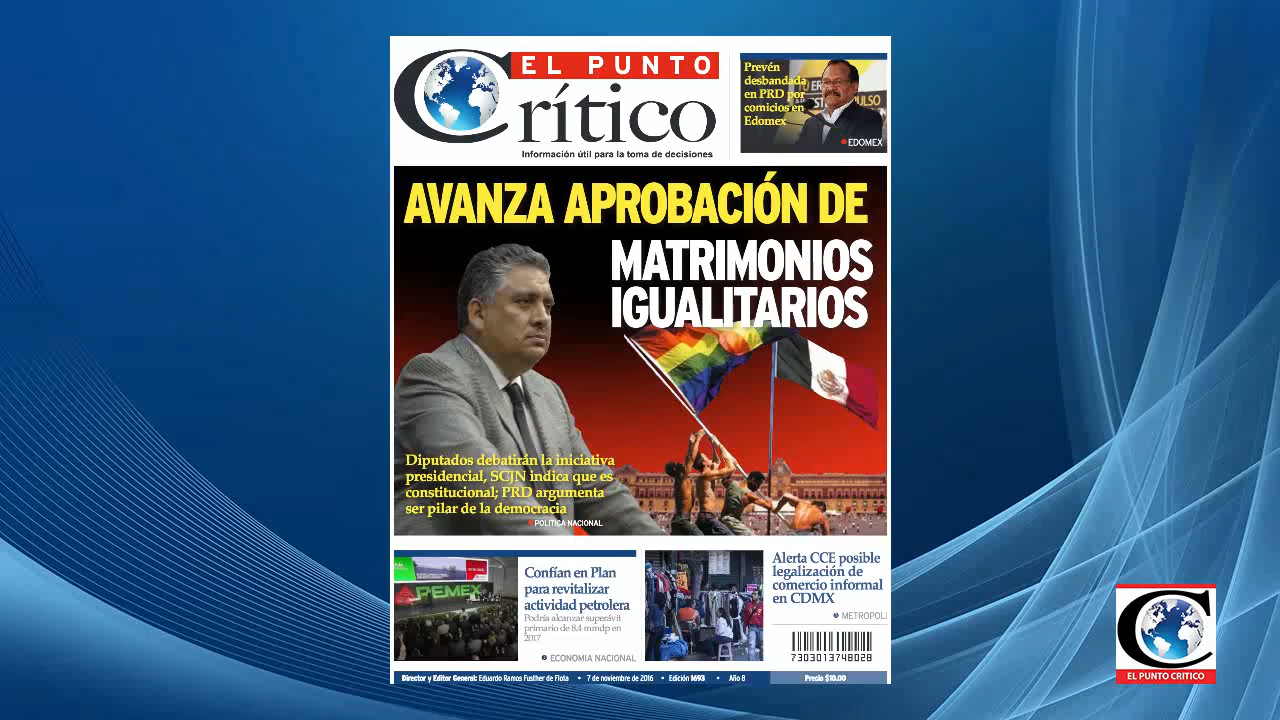 EL PUNTO
Crítico
Información útil para la toma de decisiones
Prevén
desbandada
en PRD por
comicios en
Edomex
EDOMEX
AVANZA APROBACIÓN DE
MATRIMONIOS
IGUALITARIOS
Diputados debatirán la iniciativa
presidencial, SCJN indica que es
constitucional; PRD argumenta
ser pilar de la democracia
POLÍTICA NACIONAL
PEMEX
Confían en Plan
para revitalizar
actividad petrolera
Podría alcanzar superávit
primario de 8.4 mmdp en
2017
ECONOMIA NACIONAL
Alerta CCE posible
legalización de
comercio informal
en CDMX
METROPOLI
7303013748028
Director y Editor General: Eduardo Ramos Fusther de Flota • 7 de noviembre de 2016 • Edición 1693 • Año 8 Precio $10.00
EL PUNTO CRITICO